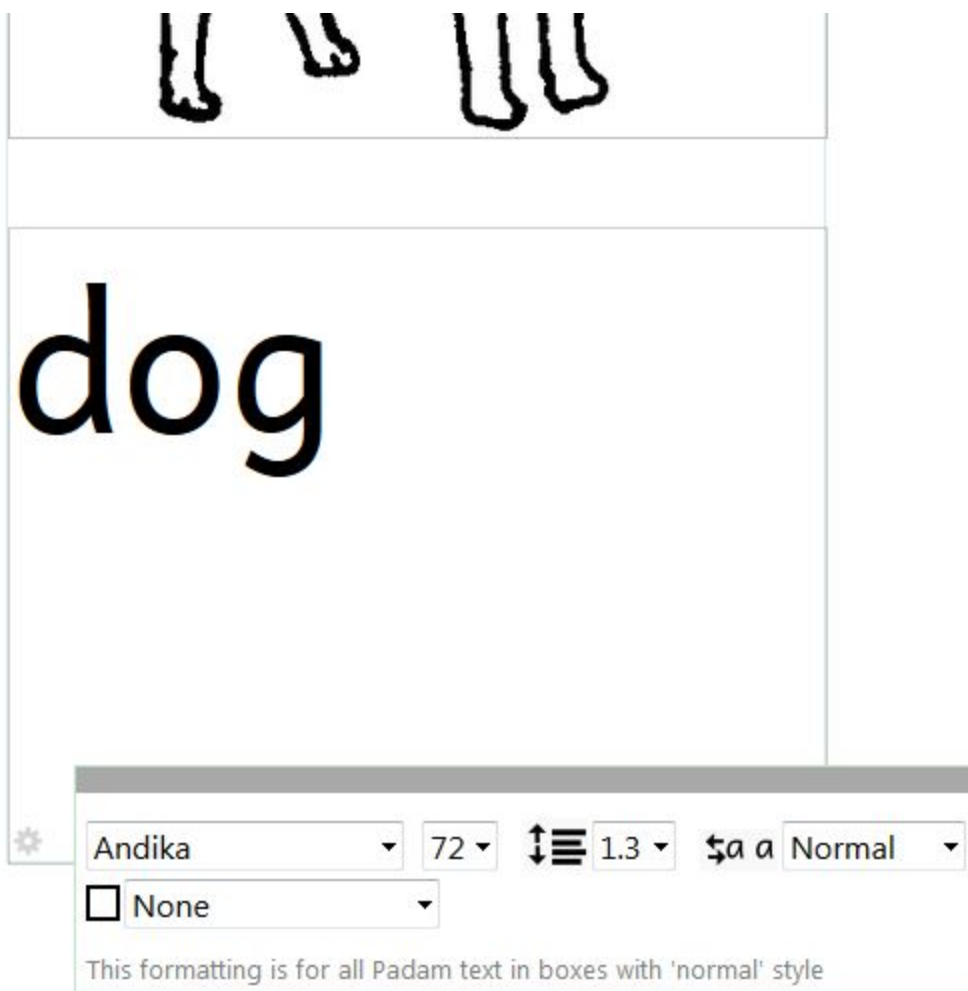 dog
Andika 72 1.3 a a Normal
None
This formatting is for all Padam text in boxes with 'normal' style